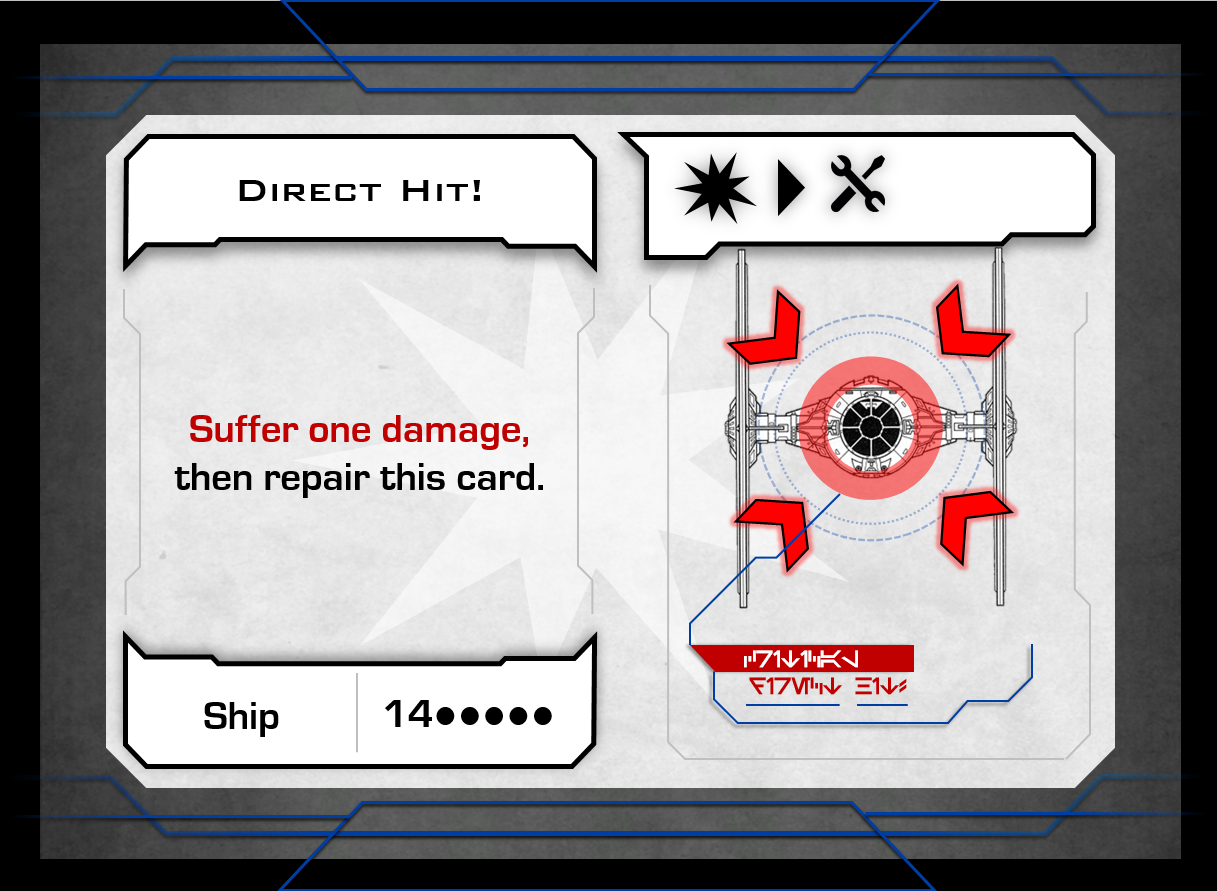 Direct Hit!
Suffer one damage,
then repair this card.
Ship
14●●●●●